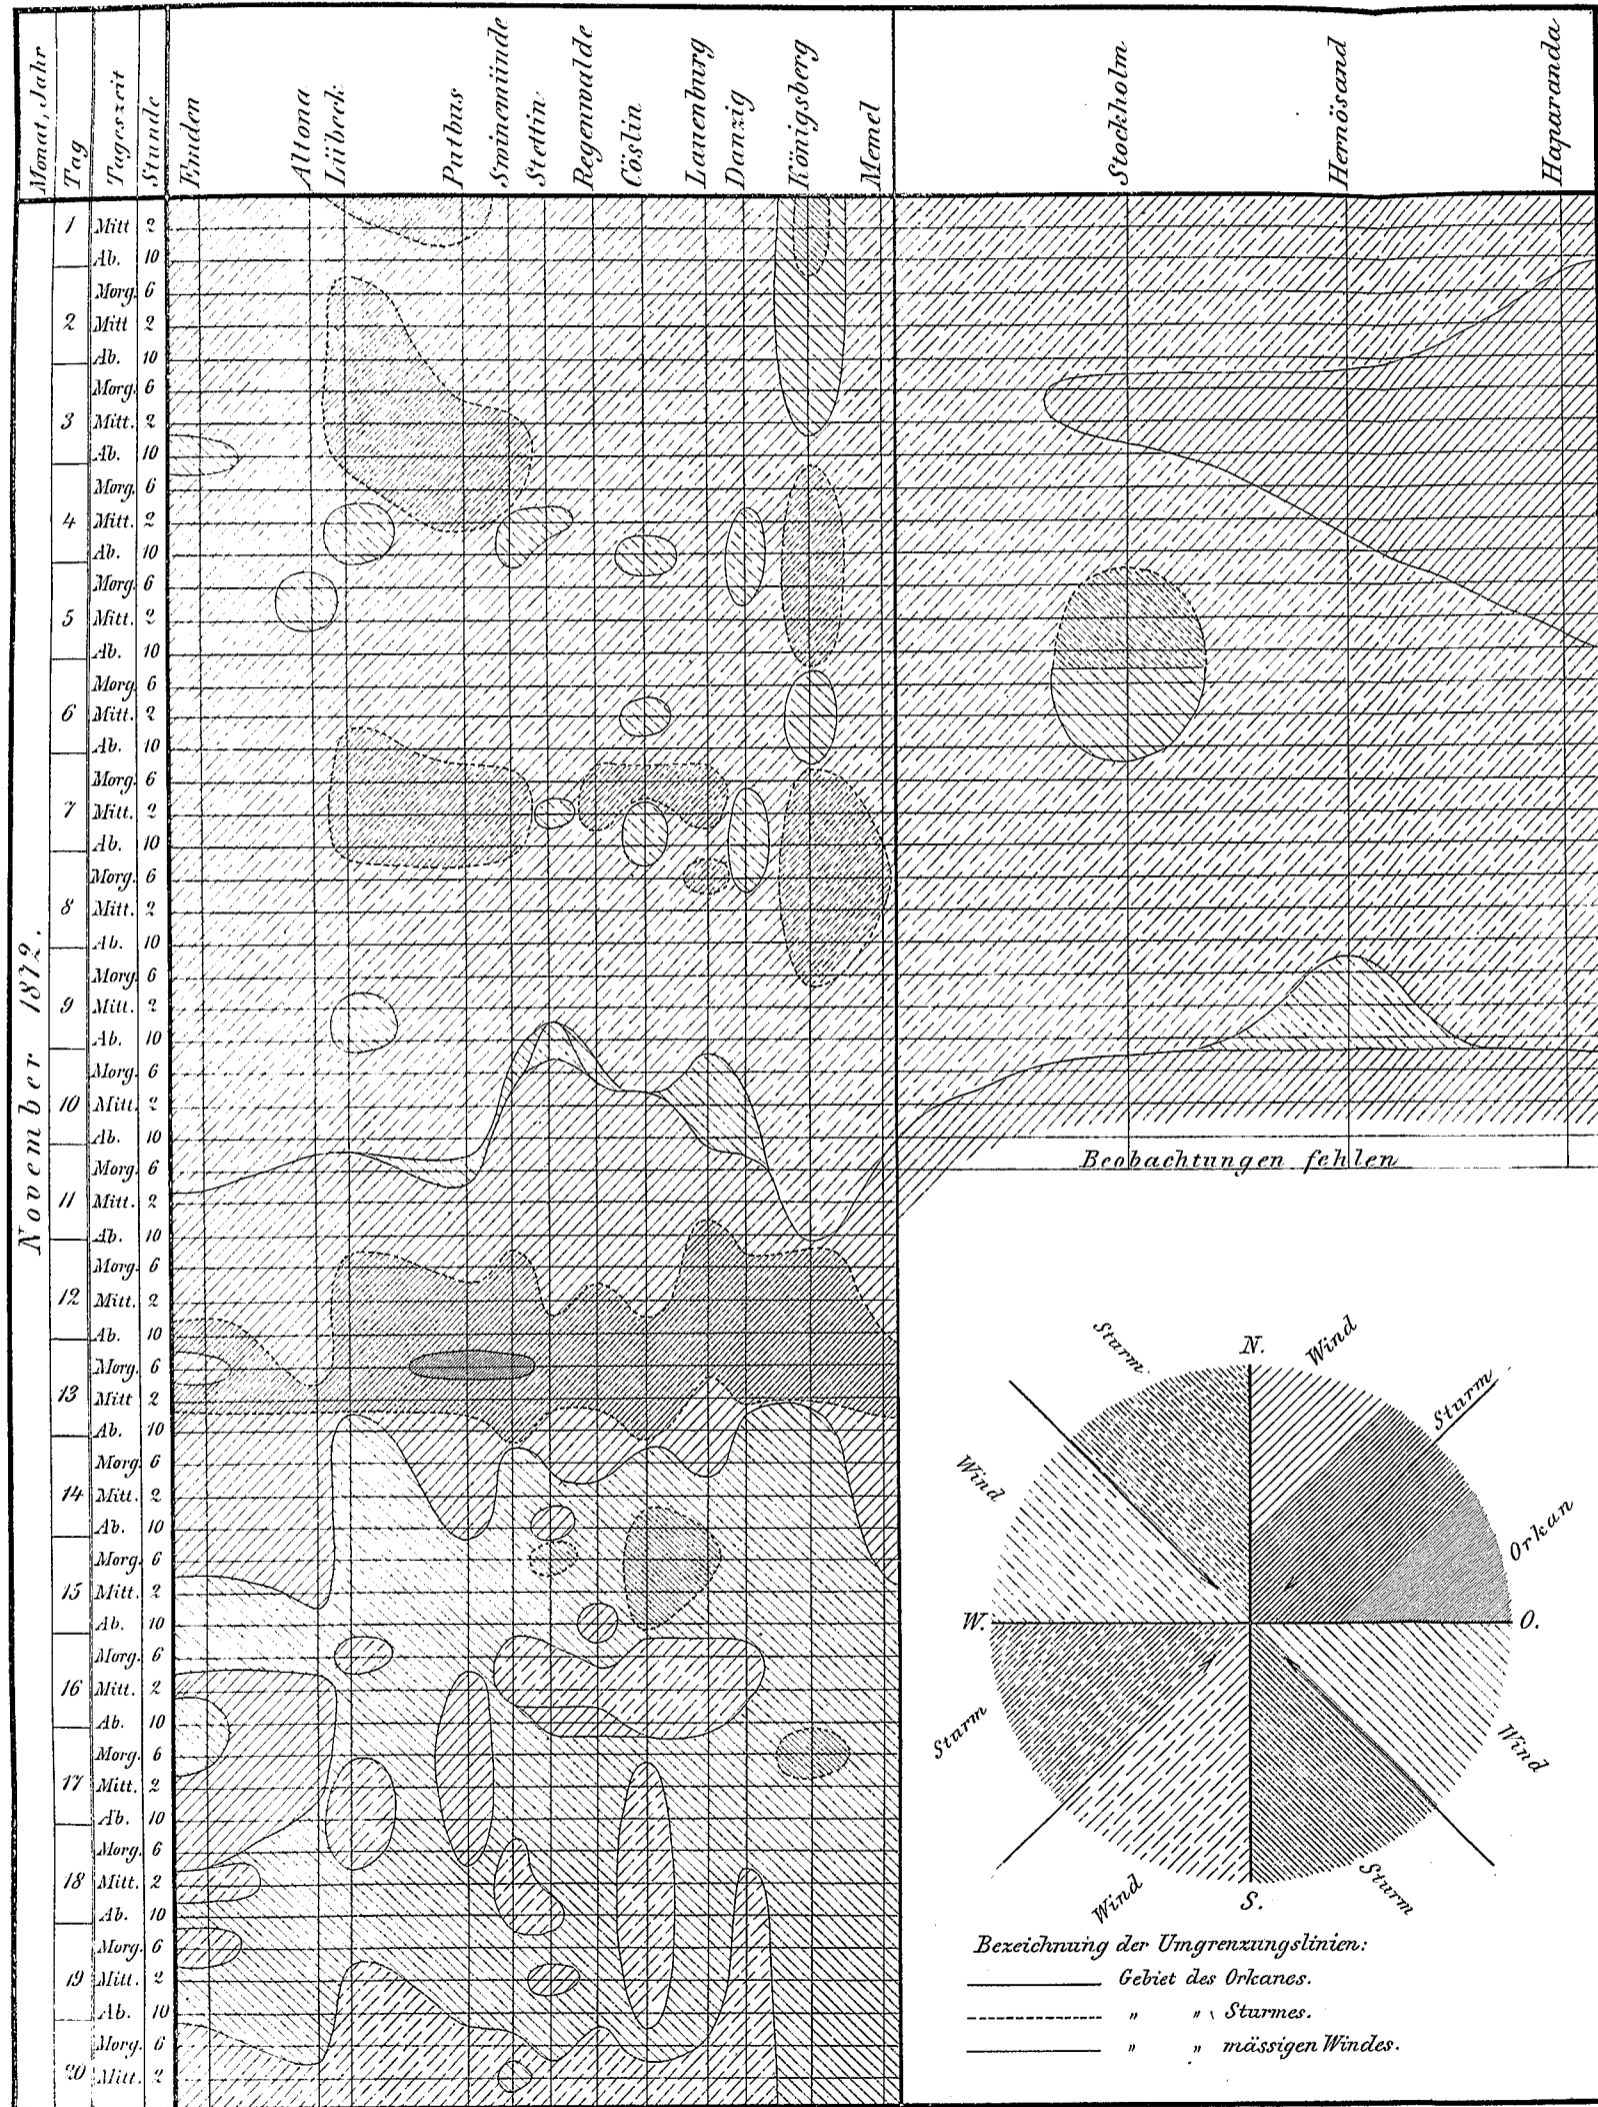 Monat, Jahr
Tag
Tageszeit
Stunde
Emden
Altona
Lübeck
Putbus
Swinemünde
Stettin
Regenwalde
Cöslin
Lauenburg
Danzig
Königsberg
Memel
Stockholm
Hernösand
Haparanda
November 1872.
1 Mitt 2
Ab. 10
Morg. 6
2 Mitt 2
Ab. 10
Morg. 6
3 Mitt. 2
Ab. 10
Morg. 6
4 Mitt. 2
Ab. 10
Morg. 6
5 Mitt. 2
Ab. 10
Morg. 6
6 Mitt. 2
Ab. 10
Morg. 6
7 Mitt. 2
Ab. 10
Morg. 6
8 Mitt. 2
Ab. 10
Morg. 6
9 Mitt. 2
Ab. 10
Morg. 6
10 Mitt. 2
Ab. 10
Morg. 6
11 Mitt. 2
Ab. 10
Morg. 6
12 Mitt. 2
Ab. 10
Morg. 6
13 Mitt 2
Ab. 10
Morg. 6
14 Mitt. 2
Ab. 10
Morg. 6
15 Mitt. 2
Ab. 10
Morg. 6
16 Mitt. 2
Ab. 10
Morg. 6
17 Mitt. 2
Ab. 10
Morg. 6
18 Mitt. 2
Ab. 10
Morg. 6
19 Mitt. 2
Ab. 10
Morg. 6
20 Mitt. 2
Beobachtungen fehlen
N.
Wind
Sturm
Orkan
O.
Wind
Sturm
S.
Wind
Sturm
W.
Wind
Sturm
Bezeichnung der Umgrenzungslinien:
Gebiet des Orkanes.
" " Sturmes.
" " mässigen Windes.